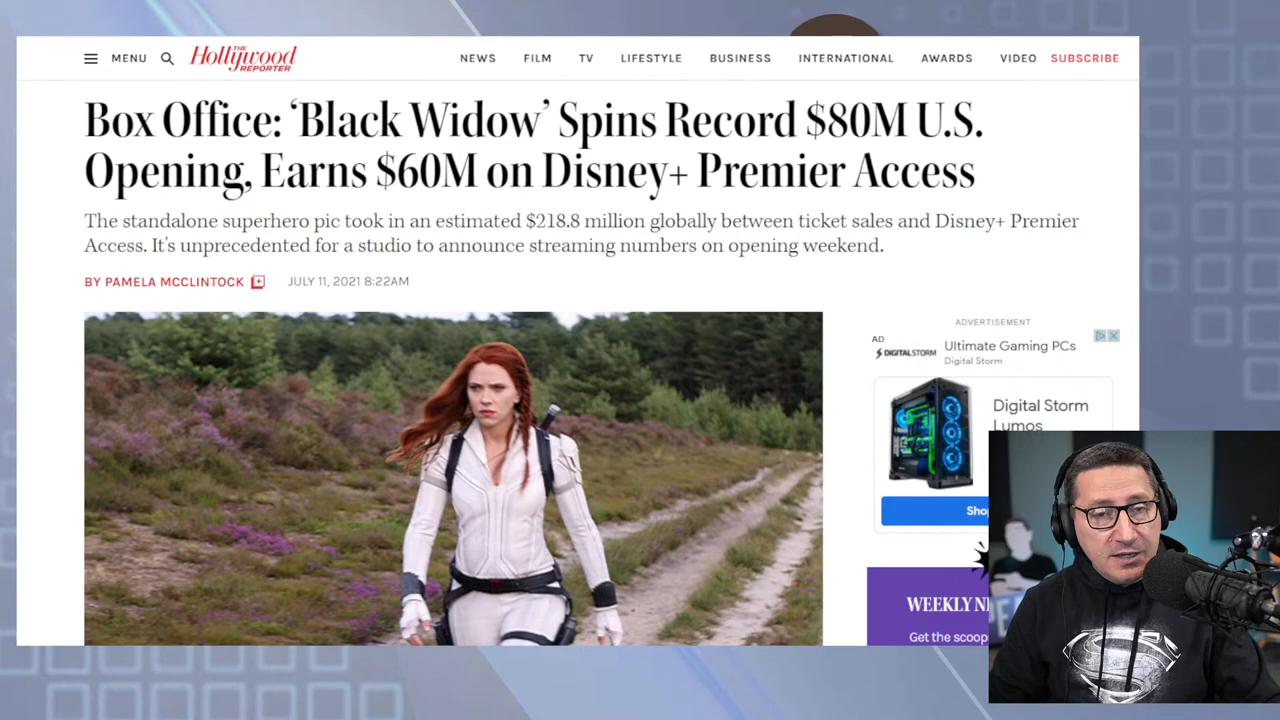 MENU
THE
Hollywood
REPORTER
NEWS FILM TV LIFESTYLE BUSINESS INTERNATIONAL AWARDS VIDEO SUBSCRIBE
Box Office: ‘Black Widow’ Spins Record $80M U.S.
Opening, Earns $60M on Disney+ Premier Access
The standalone superhero pic took in an estimated $218.8 million globally between ticket sales and Disney+ Premier
Access. It's unprecedented for a studio to announce streaming numbers on opening weekend.
BY PAMELA MCCLINTOCK JULY 11, 2021 8:22AM
ADVERTISEMENT
AD
DIGITALSTORM
Ultimate Gaming PCs
Digital Storm
Digital Storm
Lumos
WEEKLY
Get the scoop